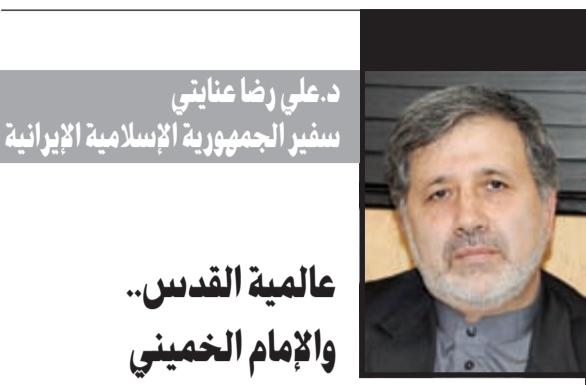 د.علي رضا عنايتي
سفير الجمهورية الإسلامية الإيرانية
عالمية القدس..
والإمام الخميني